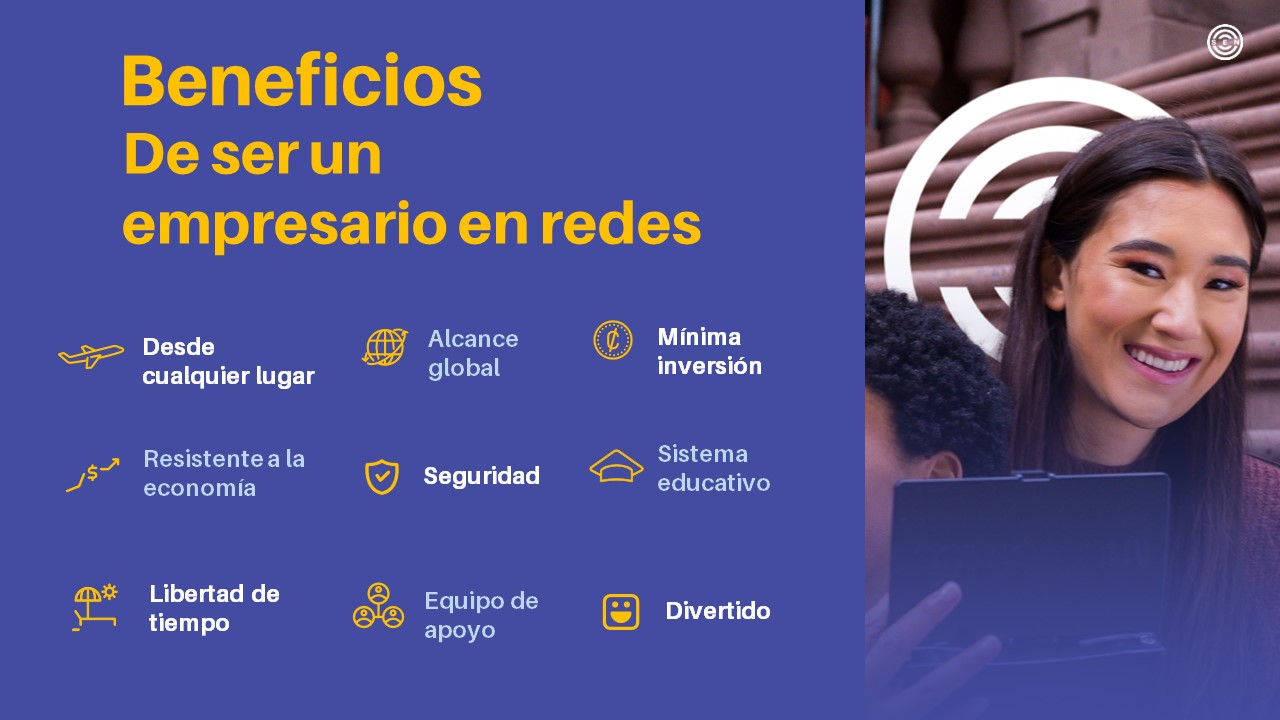 Beneficios
De ser un
empresario en redes
Desde
cualquier lugar
Alcance
global
Mínima
inversión
Resistente a la
economía
Seguridad
Sistema
educativo
Libertad de
tiempo
Equipo de
apoyo
Divertido
SEN